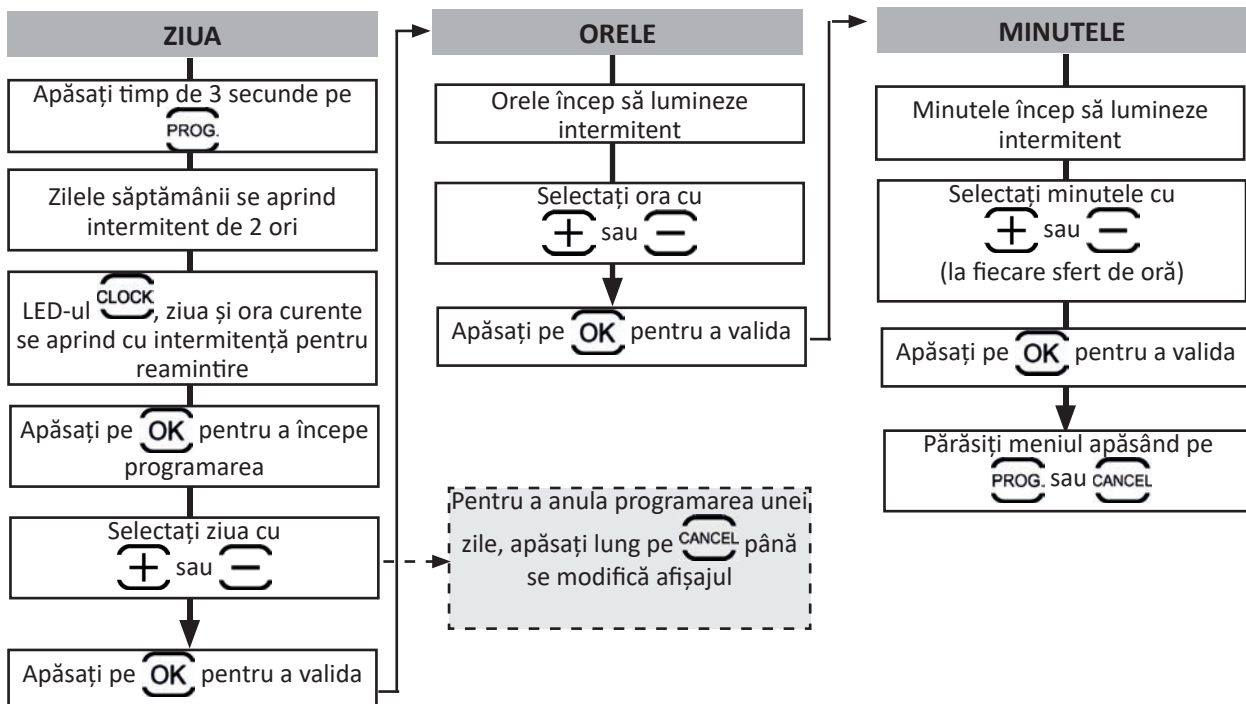 ZIUA
Apăsați timp de 3 secunde pe
PROG.
Zilele săptămânii se aprind
intermitent de 2 ori
LED-ul CLOCK, ziua și ora curente
se aprind cu intermitență pentru
reamintire
Apăsați pe OK pentru a începe
programarea
Selectați ziua cu
+ sau −
Apăsați pe OK pentru a valida
Pentru a anula programarea unei
zile, apăsați lung pe CANCEL până
se modifică afișajul
ORELE
Orele încep să lumineze
intermitent
Selectați ora cu
+ sau −
Apăsați pe OK pentru a valida
MINUTELE
Minutele încep să lumineze
intermitent
Selectați minutele cu
+ sau −
(la fiecare sfert de oră)
Apăsați pe OK pentru a valida
Părăsiți meniul apăsând pe
PROG. sau CANCEL